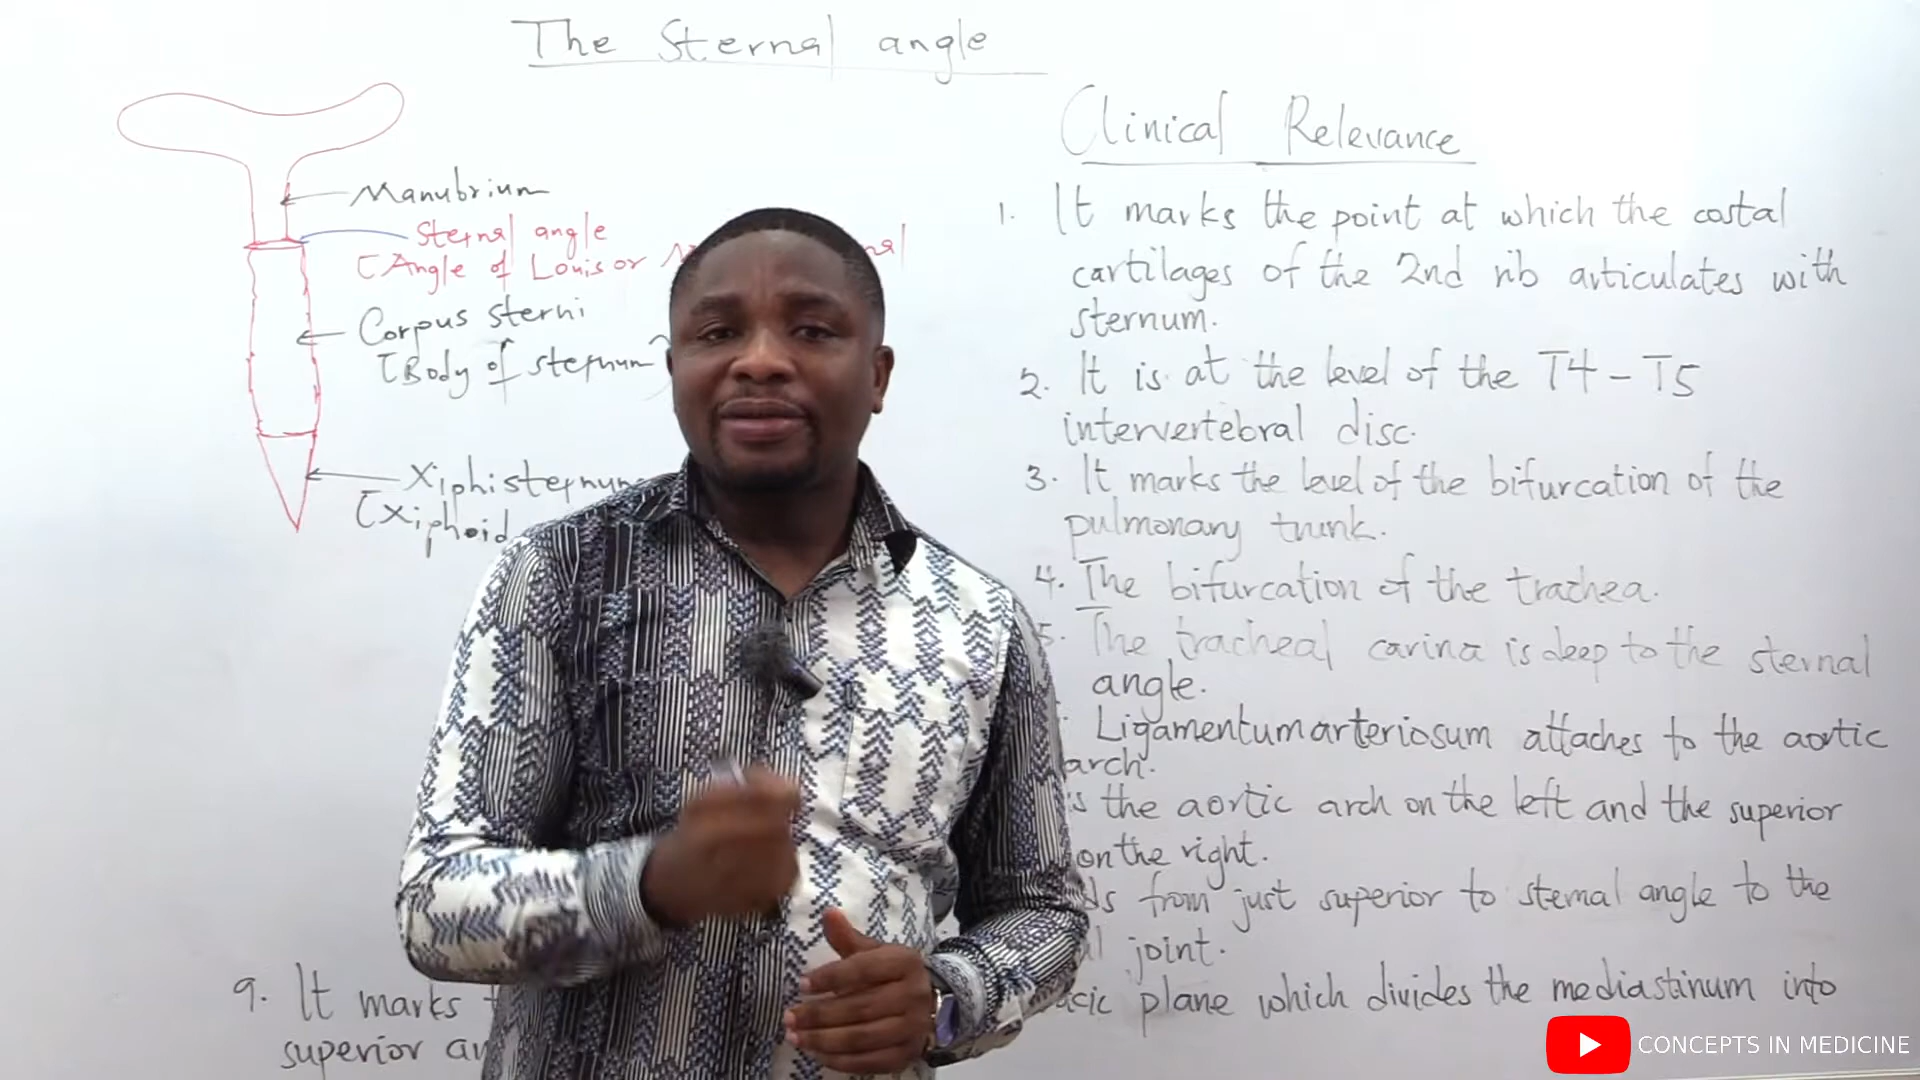 The Sternal angle
Manubrium
Sternal angle
[Angle of Louis or
Corpus sterni
[Body of sternum
Xiphisternum
[Xiphoid
Clinical Relevance
1. It marks the point at which the costal
cartilages of the 2nd rib articulates with
sternum.
2. It is at the level of the T4-T5
intervertebral disc.
3. It marks the level of the bifurcation of the
pulmonary trunk.
4. The bifurcation of the trachea.
5. The tracheal carina is deep to the sternal
angle.
Ligamentum arteriosum attaches to the aortic
arch.
the aortic arch on the left and the superior
on the right.
from just superior to sternal angle to the
joint.
9. It marks
plane which divides the mediastinum into
superior
CONCEPTS IN MEDICINE